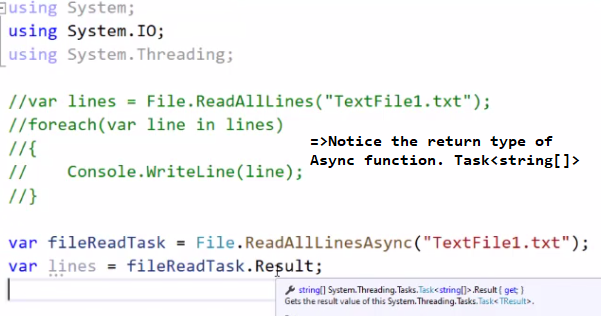 using System;
using System.IO;
using System.Threading;
//var lines = File.ReadAllLines("TextFile1.txt");
//foreach(var line in lines)
//{
//    Console.WriteLine(line);
//}
=>Notice the return type of
Async function. Task<string[]>
var fileReadTask = File.ReadAllLinesAsync("TextFile1.txt");
var lines = fileReadTask.Result;
string[] System.Threading.Tasks.Task<string[]>.Result { get; }
Gets the result value of this System.Threading.Tasks.Task<TResult>.